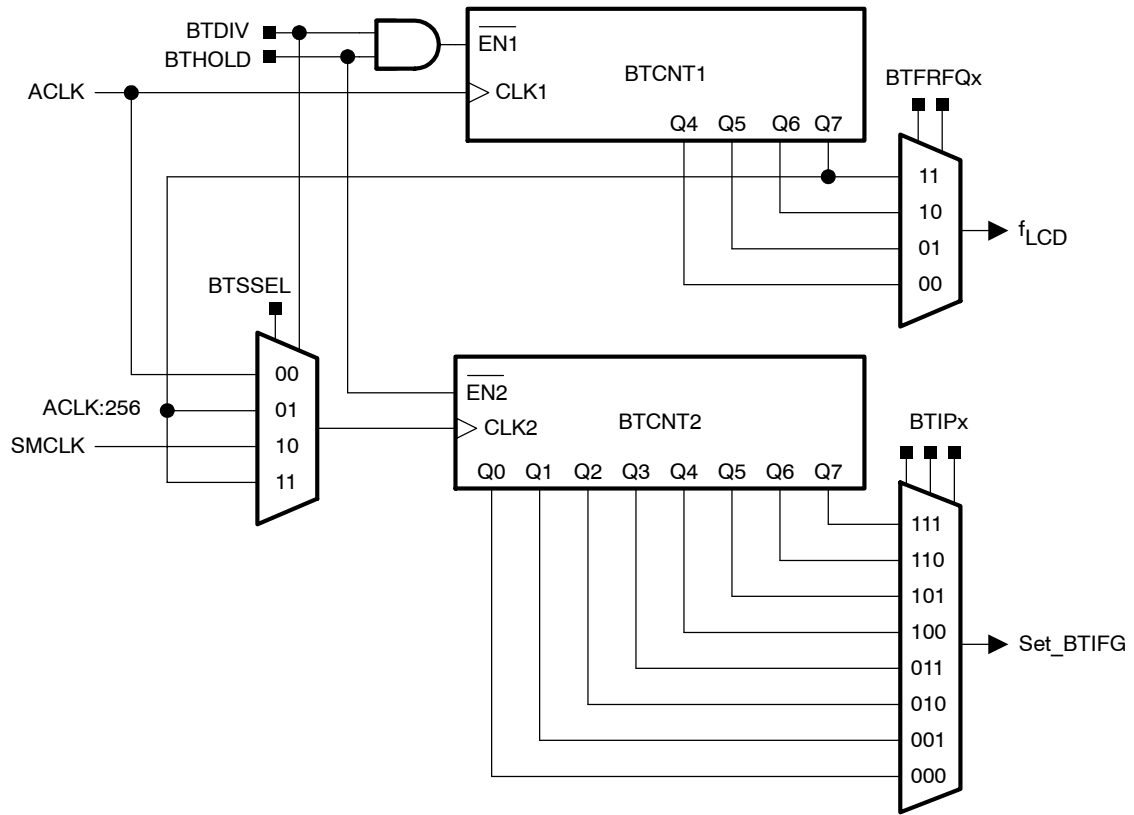 BTDIV
BTHOLD
EN1
BTCNT1
ACLK
CLK1
BTFRFQx
Q4 Q5 Q6 Q7
11
10
01
00
fLCD
BTSSEL
00
ACLK:256
01
SMCLK
10
11
EN2
CLK2
BTCNT2
BTIPx
Q0 Q1 Q2 Q3 Q4 Q5 Q6 Q7
111
110
101
100
011
010
001
000
Set_BTIFG